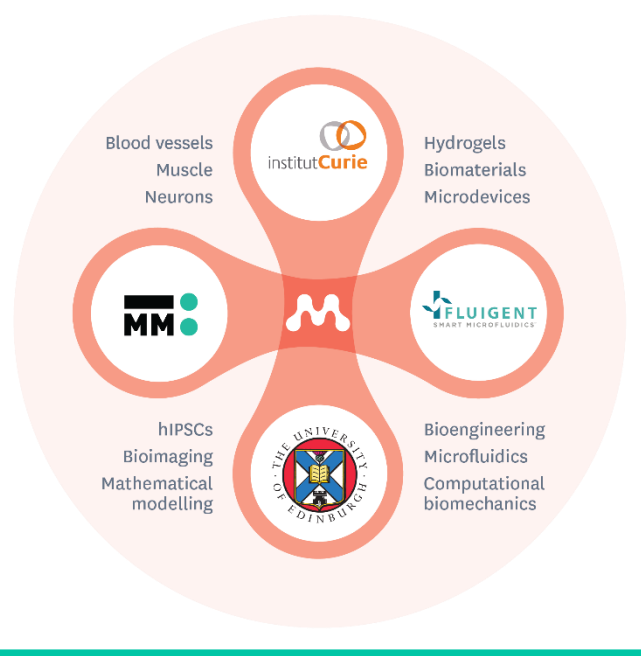 institutCurie
Blood vessels
Muscle
Neurons
Hydrogels
Biomaterials
Microdevices
MM:
FLUIGENT
SMART MICROFLUIDICS
hIPSCs
Bioimaging
Mathematical
modelling
THE UNIVERSITY OF EDINBURGH
Bioengineering
Microfluidics
Computational
biomechanics